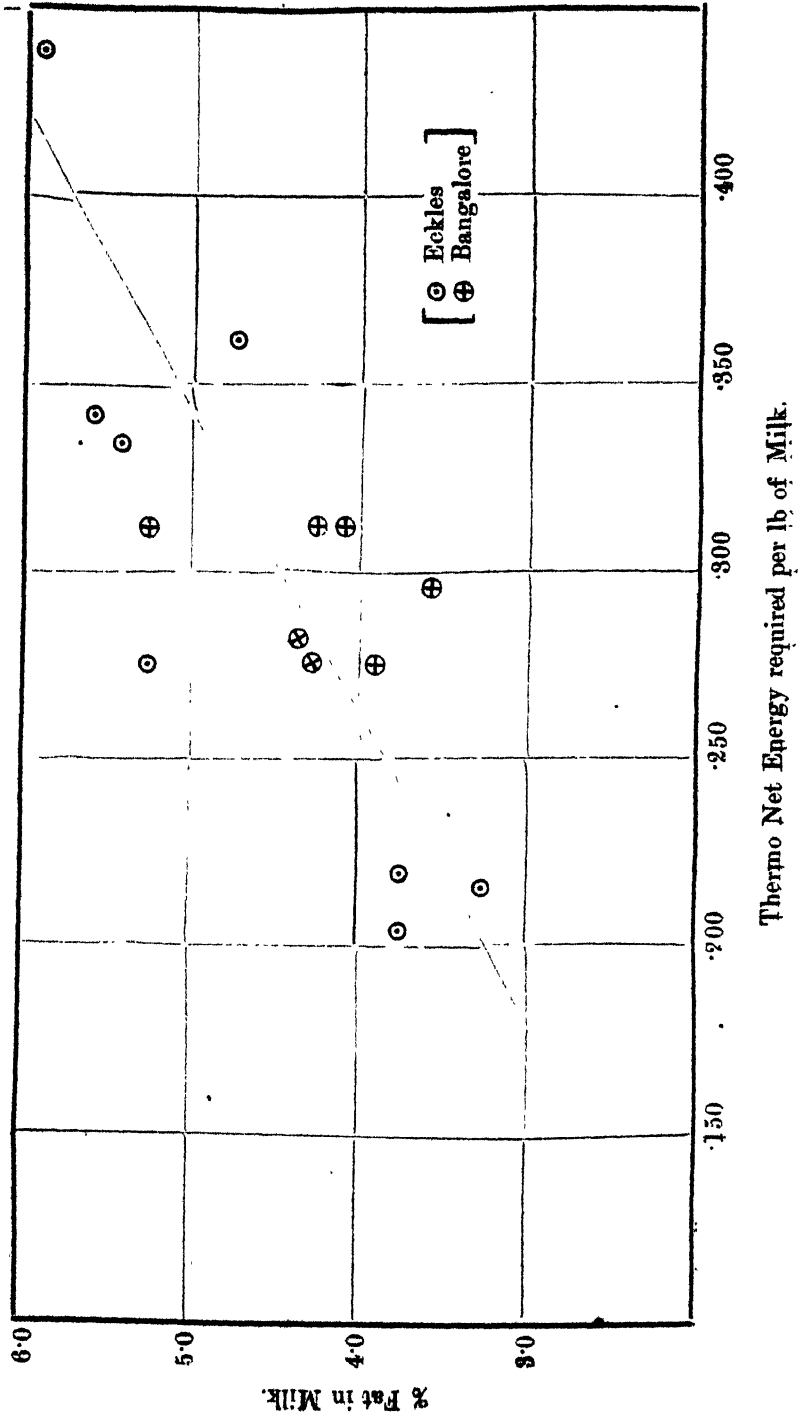 % Fat in Milk.
6·0
5·0
4·0
3·0
⊙ Eckles
⊕ Bangalore
·150
·200
·250
·300
·350
·400
Thermo Net Energy required per lb of Milk.